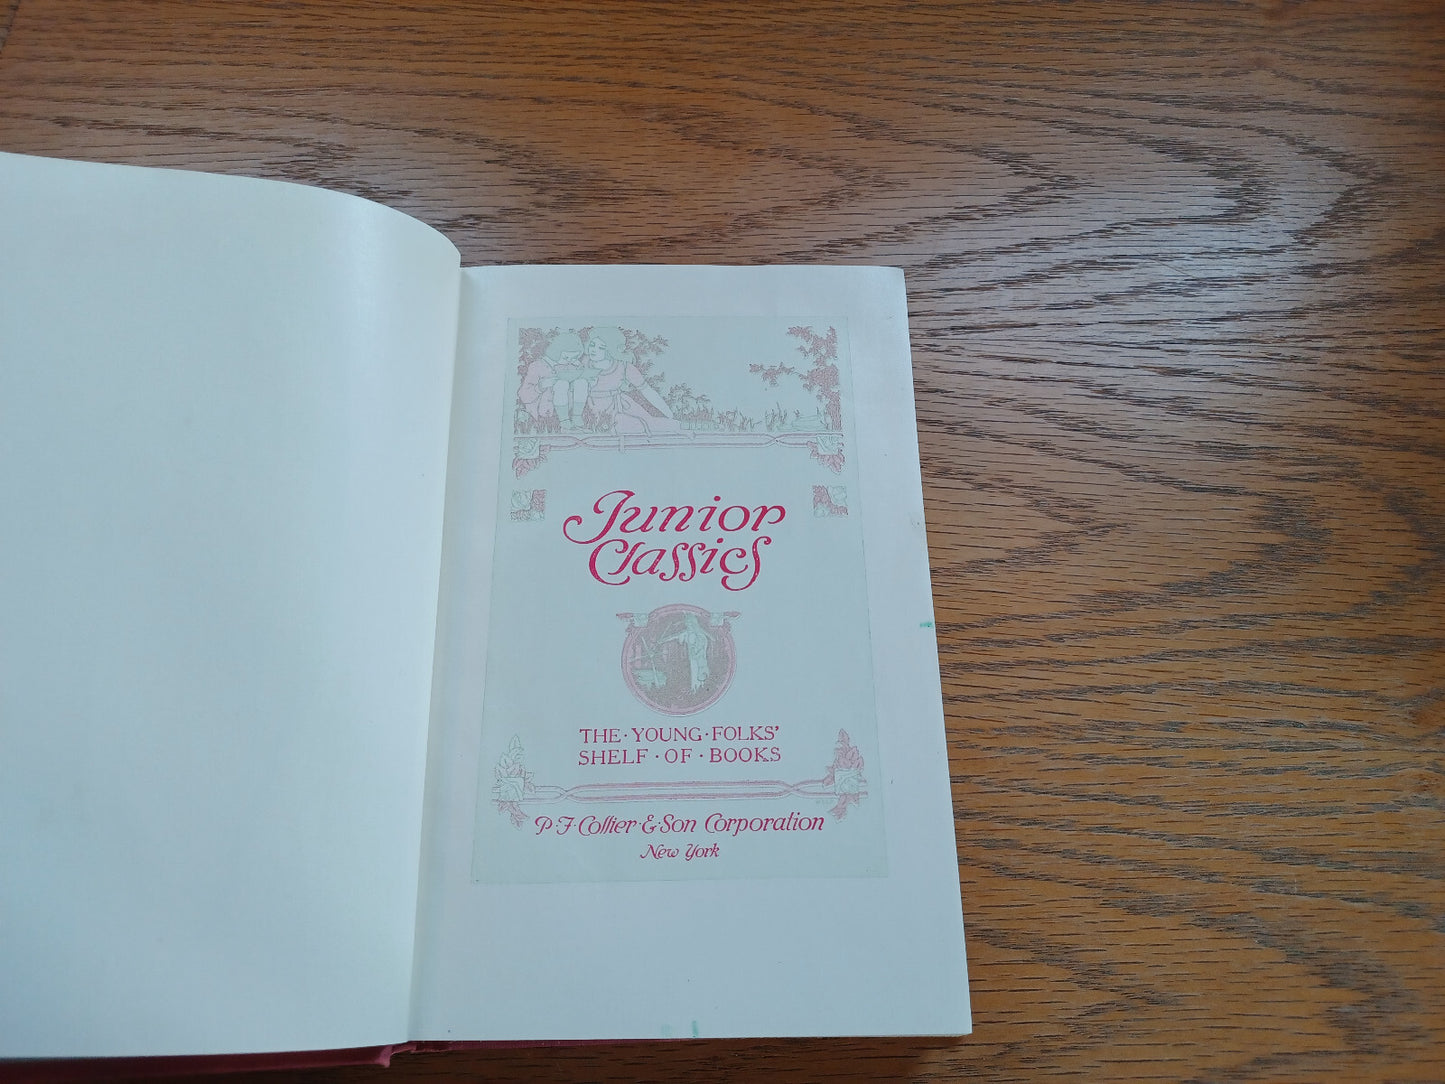 Junior
Classics
THE·YOUNG·FOLKS'
SHELF·OF·BOOKS
P·F·Collier·&·Son Corporation
New York